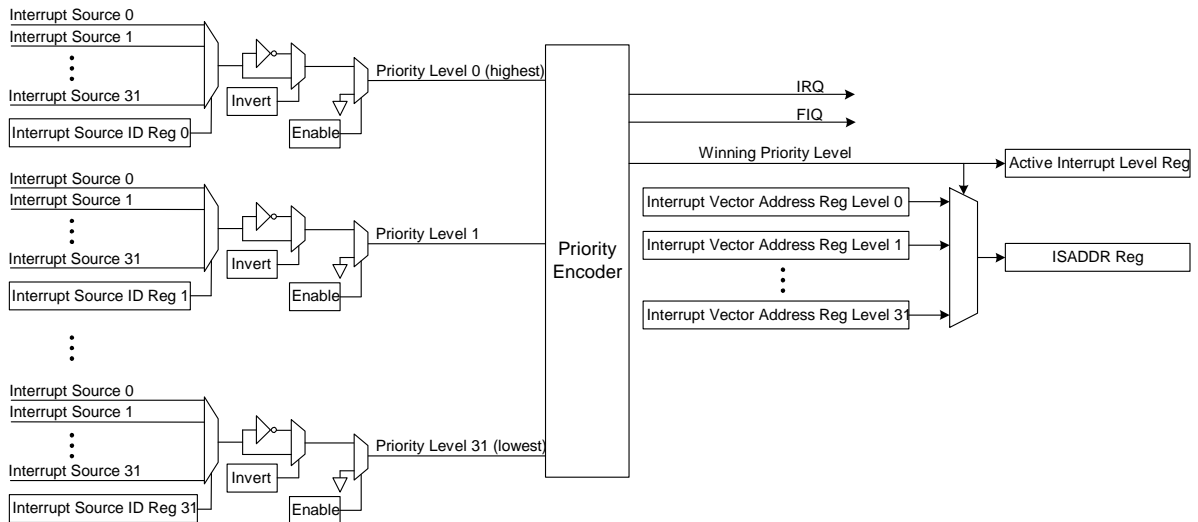 Interrupt Source 0
Interrupt Source 1
Interrupt Source 31
Interrupt Source ID Reg 0
Invert
Enable
Priority Level 0 (highest)
Interrupt Source 0
Interrupt Source 1
Interrupt Source 31
Interrupt Source ID Reg 1
Invert
Enable
Priority Level 1
Interrupt Source 0
Interrupt Source 1
Interrupt Source 31
Interrupt Source ID Reg 31
Invert
Enable
Priority Level 31 (lowest)
Priority
Encoder
IRQ
FIQ
Winning Priority Level
Active Interrupt Level Reg
Interrupt Vector Address Reg Level 0
Interrupt Vector Address Reg Level 1
Interrupt Vector Address Reg Level 31
ISADDR Reg